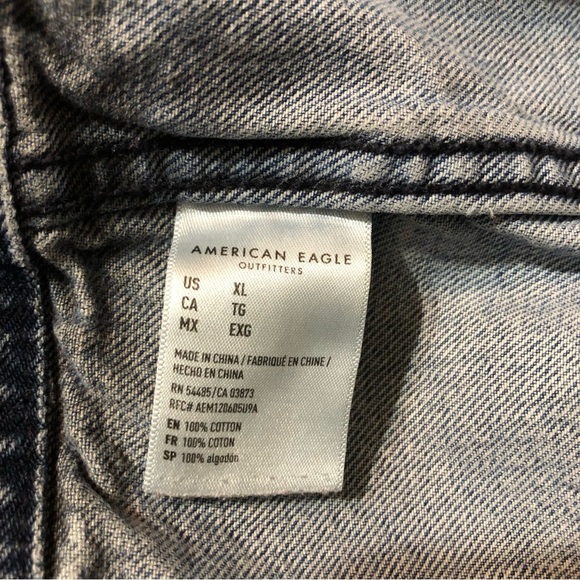 AMERICAN EAGLE
OUTFITTERS
US XL
CA TG
MX EXG
MADE IN CHINA / FABRIQUÉ EN CHINE /
HECHO EN CHINA
RN 54485/CA 03873
RFC# AEM120605U9A
EN 100% COTTON
FR 100% COTON
SP 100% algodón